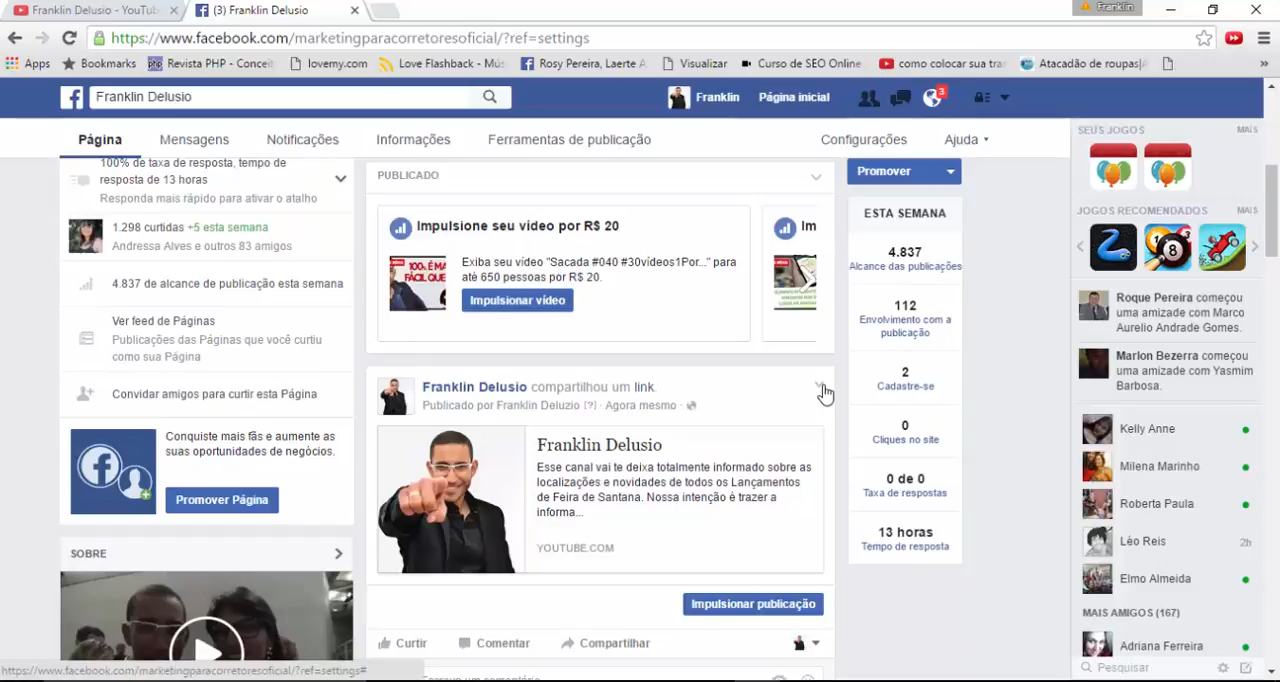 Franklin Delusio - YouTub
(3) Franklin Delusio
Franklin
https://www.facebook.com/marketingparacorretoresoficial/?ref=settings
Apps
Bookmarks
Revista PHP - Conceit
lovemy.com
Love Flashback - Mús
Rosy Pereira, Laerte A
Visualizar
Curso de SEO Online
como colocar sua tra
Atacadão de roupas|
Franklin Delusio
Franklin
Página inicial
3
Página
Mensagens
Notificações
Informações
Ferramentas de publicação
Configurações
Ajuda
100% de taxa de resposta, tempo de
resposta de 13 horas
Responda mais rápido para ativar o atalho
1.298 curtidas +5 esta semana
Andressa Alves e outros 83 amigos
4.837 de alcance de publicação esta semana
Ver feed de Páginas
Publicações das Páginas que você curtiu
como sua Página
Convidar amigos para curtir esta Página
Conquiste mais fãs e aumente as
suas oportunidades de negócios.
Promover Página
SOBRE
PUBLICADO
Impulsione seu vídeo por R$ 20
Exiba seu vídeo "Sacada #040 #30vídeos1Por..." para
até 650 pessoas por R$ 20.
Impulsionar vídeo
Im
Franklin Delusio compartilhou um link.
Publicado por Franklin Deluzio [?] · Agora mesmo ·
Franklin Delusio
Esse canal vai te deixa totalmente informado sobre as
localizações e novidades de todos os Lançamentos
de Feira de Santana. Nossa intenção é trazer a
informa...
YOUTUBE.COM
Impulsionar publicação
Curtir
Comentar
Compartilhar
Promover
ESTA SEMANA
4.837
Alcance das publicações
112
Envolvimento com a
publicação
2
Cadastre-se
0
Cliques no site
0 de 0
Taxa de respostas
13 horas
Tempo de resposta
SEUS JOGOS
MAIS
JOGOS RECOMENDADOS
MAIS
8
Roque Pereira começou
uma amizade com Marco
Aurelio Andrade Gomes.
Marlon Bezerra começou
uma amizade com Yasmim
Barbosa.
Kelly Anne
Milena Marinho
Roberta Paula
Léo Reis
2h
Elmo Almeida
MAIS AMIGOS (167)
Adriana Ferreira
Pesquisar
https://www.facebook.com/marketingparacorretoresoficial/?ref=settings#